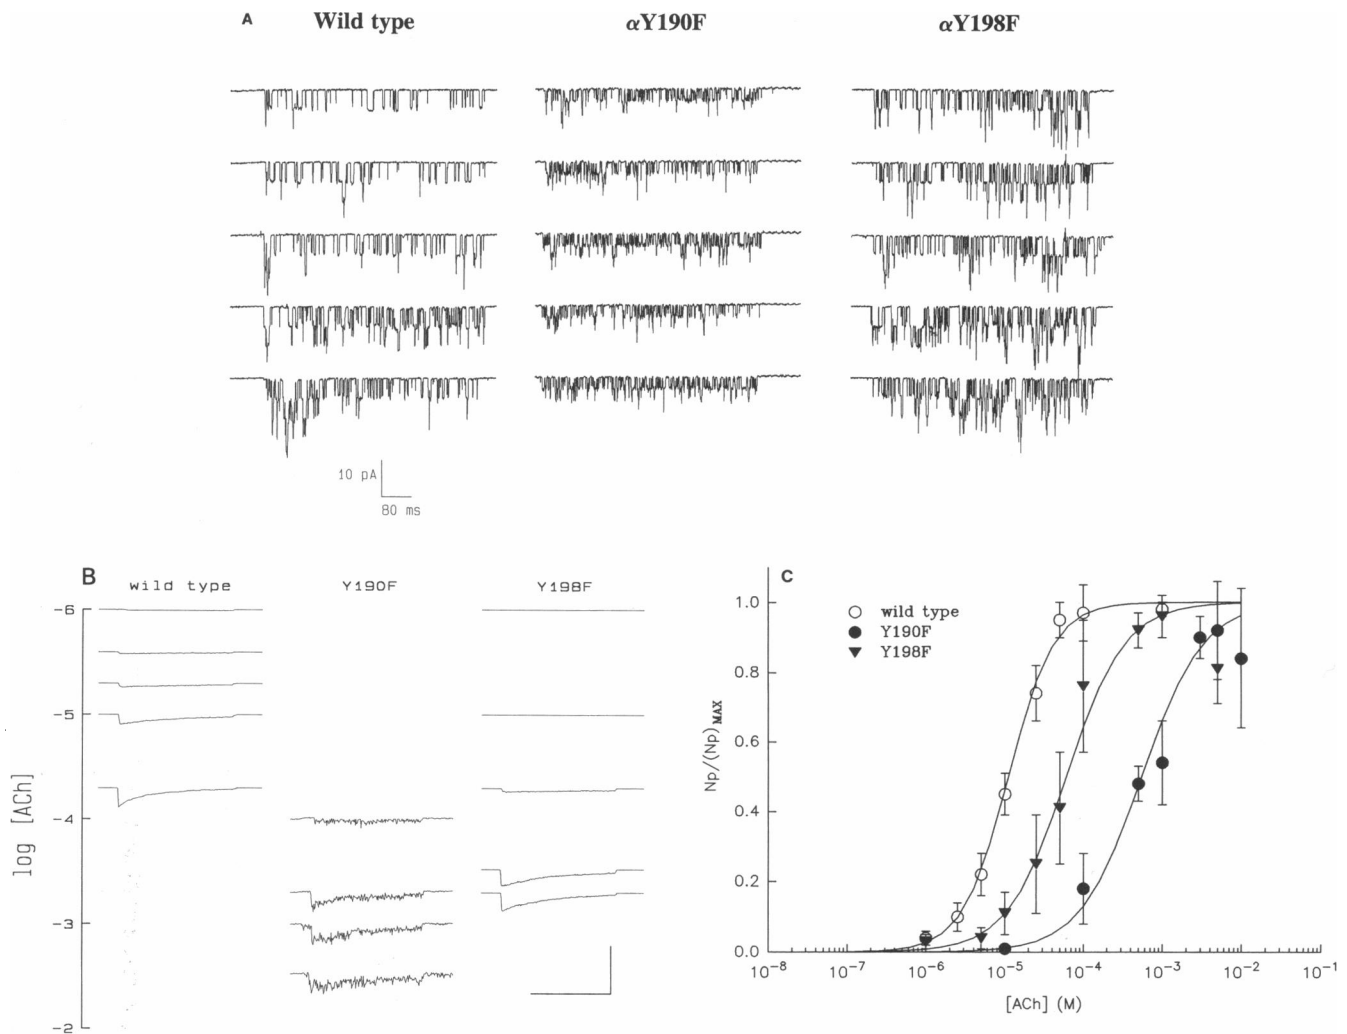 A Wild type αY190F αY198F
10 pA
80 ms
B wild type Y190F Y198F
-6
-5
-4
-3
-2
log [ACh]
C
wild type
Y190F
Y198F
1.0
0.8
0.6
0.4
0.2
0.0
Np/(Np)MAX
10⁻⁸ 10⁻⁷ 10⁻⁶ 10⁻⁵ 10⁻⁴ 10⁻³ 10⁻² 10⁻¹
[ACh] (M)